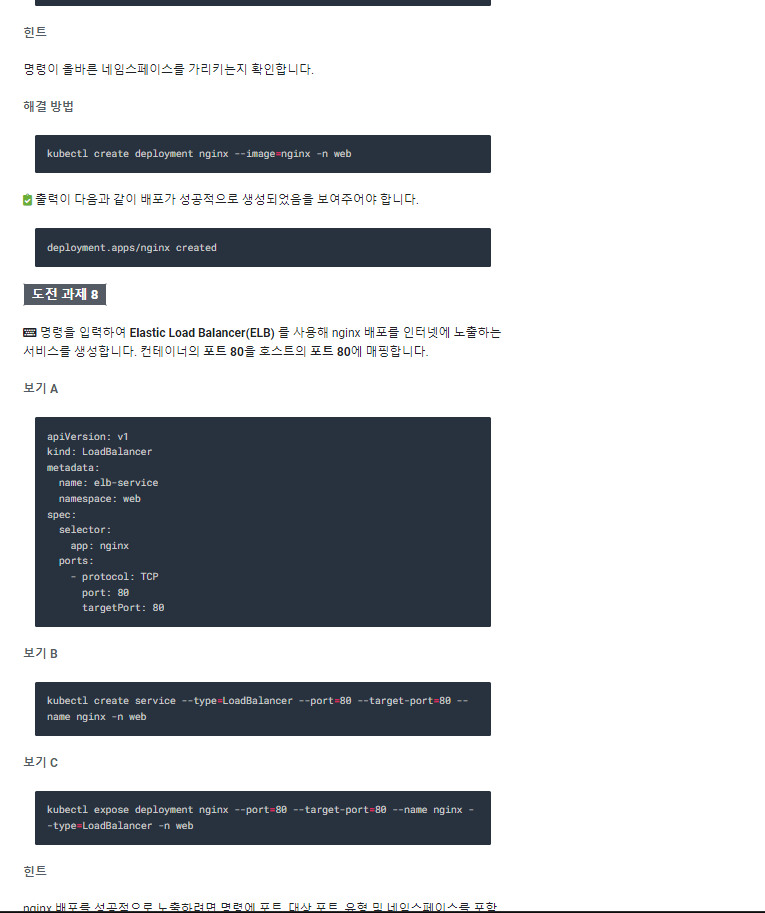 힌트
명령이 올바른 네임스페이스를 가리키는지 확인합니다.
해결 방법
kubectl create deployment nginx --image=nginx -n web
출력이 다음과 같이 배포가 성공적으로 생성되었음을 보여주어야 합니다.
deployment.apps/nginx created
도전 과제 8
명령을 입력하여 Elastic Load Balancer(ELB) 를 사용해 nginx 배포를 인터넷에 노출하는
서비스를 생성합니다. 컨테이너의 포트 80을 호스트의 포트 80에 매핑합니다.
보기 A
apiVersion: v1
kind: LoadBalancer
metadata:
  name: elb-service
  namespace: web
spec:
  selector:
    app: nginx
  ports:
    - protocol: TCP
      port: 80
      targetPort: 80
보기 B
kubectl create service --type=LoadBalancer --port=80 --target-port=80 --
name nginx -n web
보기 C
kubectl expose deployment nginx --port=80 --target-port=80 --name nginx -
-type=LoadBalancer -n web
힌트
nginx 배포를 성공적으로 노출하려면 명령에 포트, 대상 포트, 유형 및 네임스페이스를 포함